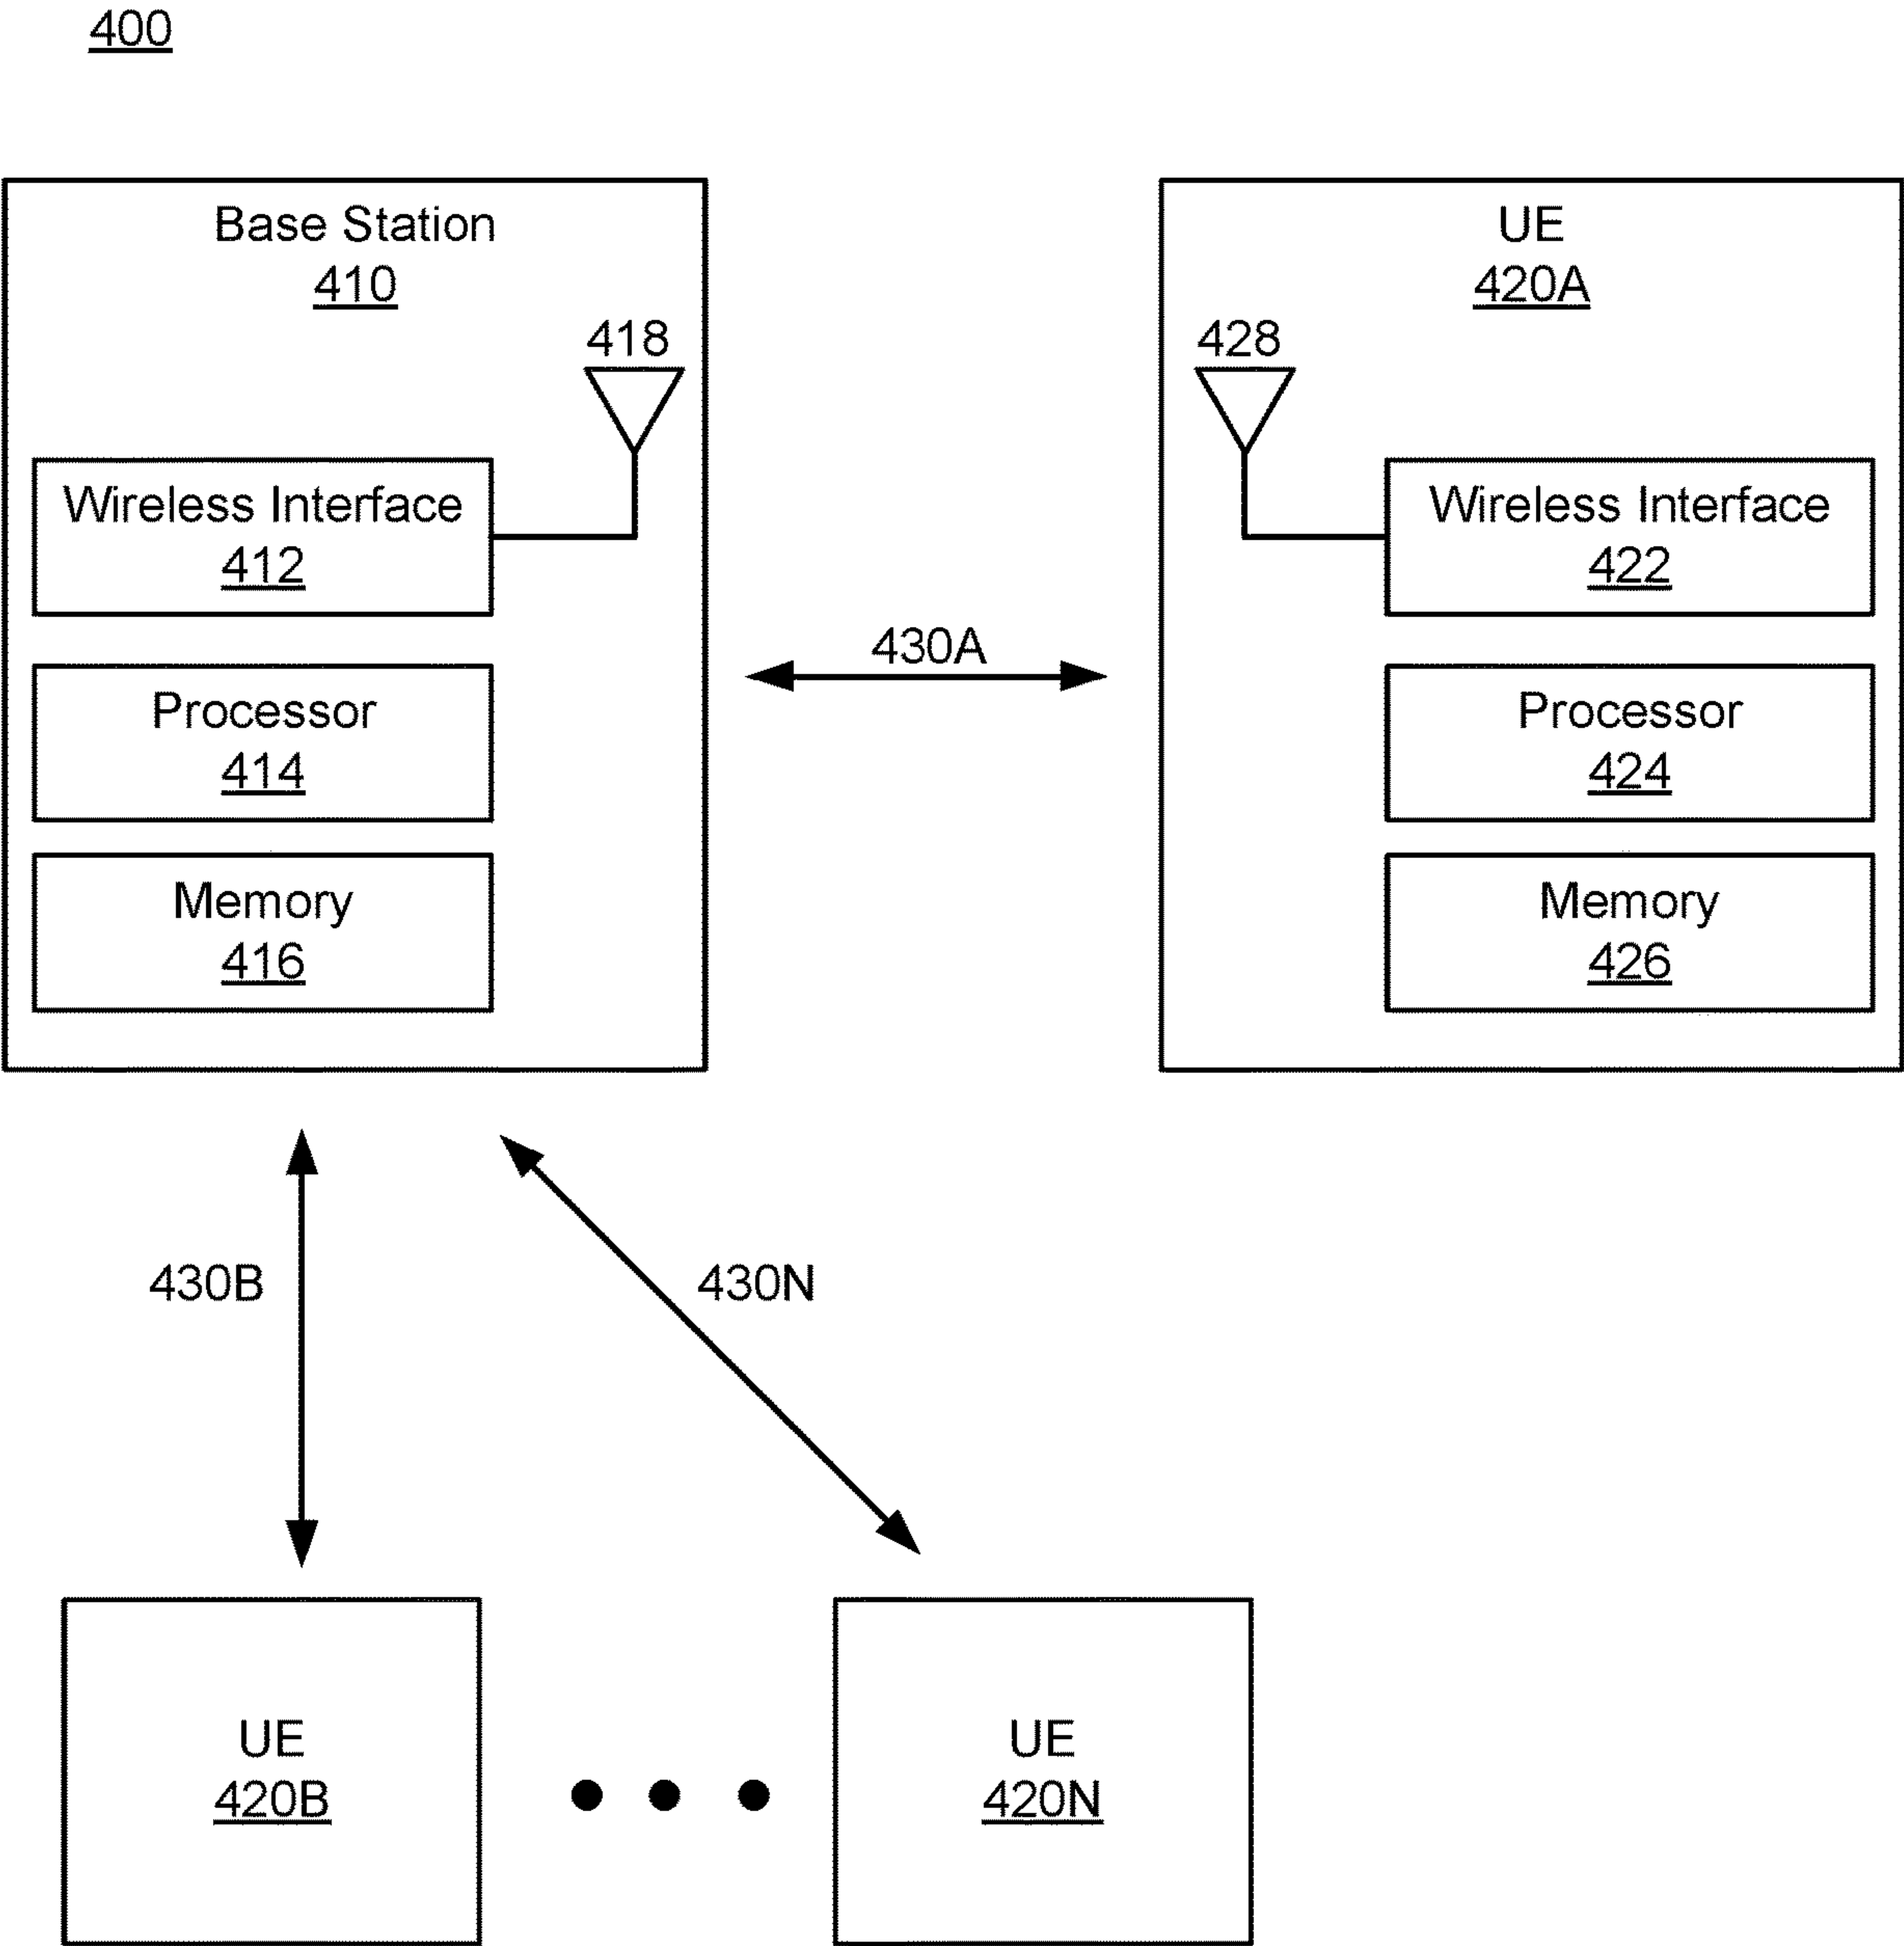 400
Base Station
410
418
Wireless Interface
412
Processor
414
Memory
416
430A
UE
420A
428
Wireless Interface
422
Processor
424
Memory
426
430B
430N
UE
420B
UE
420N